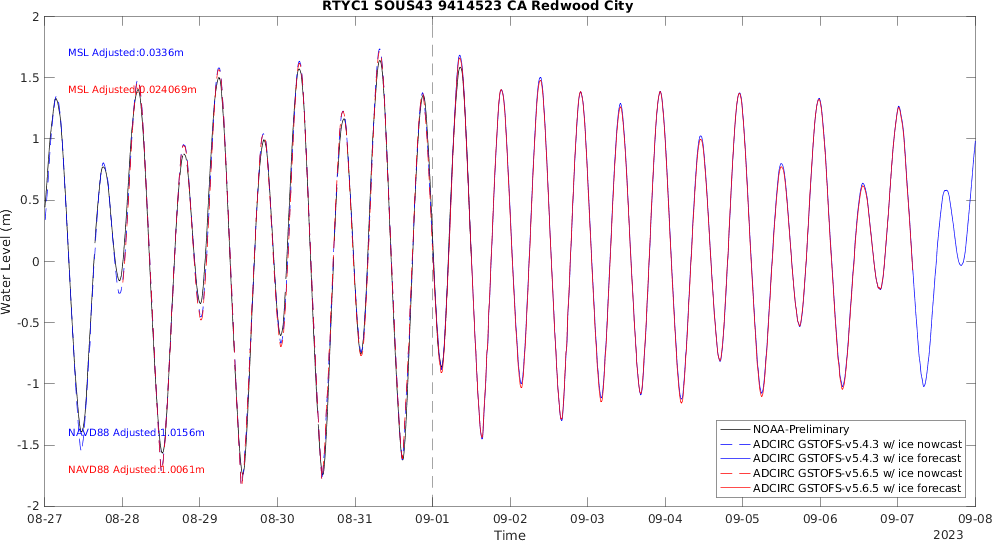 RTYC1 SOUS43 9414523 CA Redwood City
MSL Adjusted:0.0336m
MSL Adjusted:0.024069m
NAVD88 Adjusted:1.0156m
NAVD88 Adjusted:1.0061m
Water Level (m)
2
1.5
1
0.5
0
-0.5
-1
-1.5
-2
NOAA-Preliminary
ADCIRC GSTOFS-v5.4.3 w/ ice nowcast
ADCIRC GSTOFS-v5.4.3 w/ ice forecast
ADCIRC GSTOFS-v5.6.5 w/ ice nowcast
ADCIRC GSTOFS-v5.6.5 w/ ice forecast
08-27 08-28 08-29 08-30 08-31 09-01 09-02 09-03 09-04 09-05 09-06 09-07 09-08
Time
2023